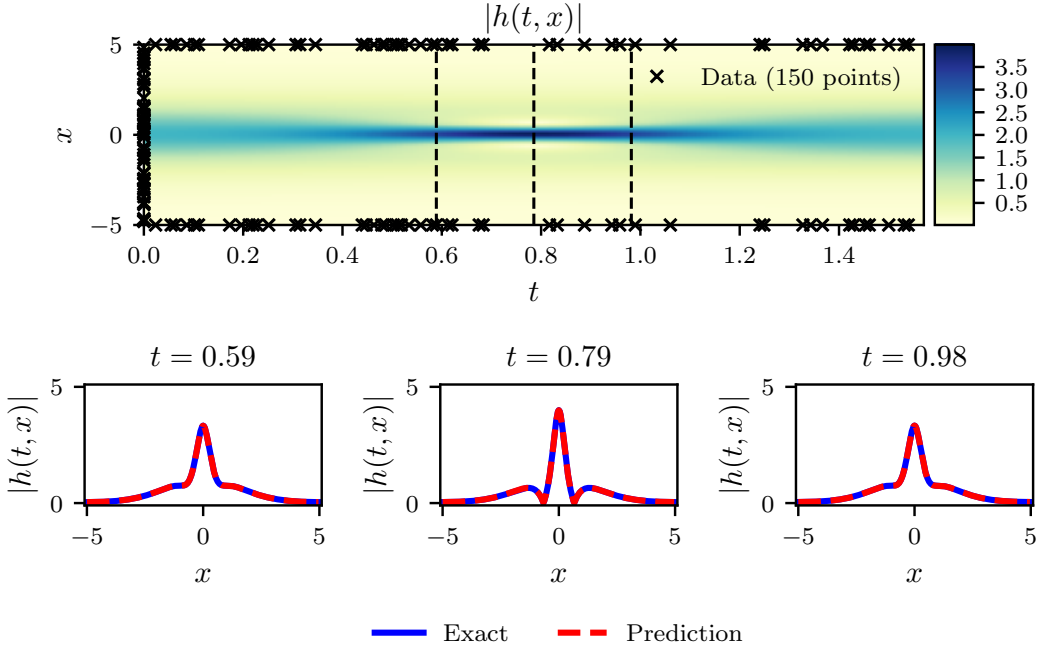 |h(t, x)|
5
0
−5
x
Data (150 points)
3.5
3.0
2.5
2.0
1.5
1.0
0.5
0.0 0.2 0.4 0.6 0.8 1.0 1.2 1.4
t
t = 0.59 t = 0.79 t = 0.98
5 5 5
|h(t, x)| |h(t, x)| |h(t, x)|
0 0 0
−5 0 5 −5 0 5 −5 0 5
x x x
Exact Prediction